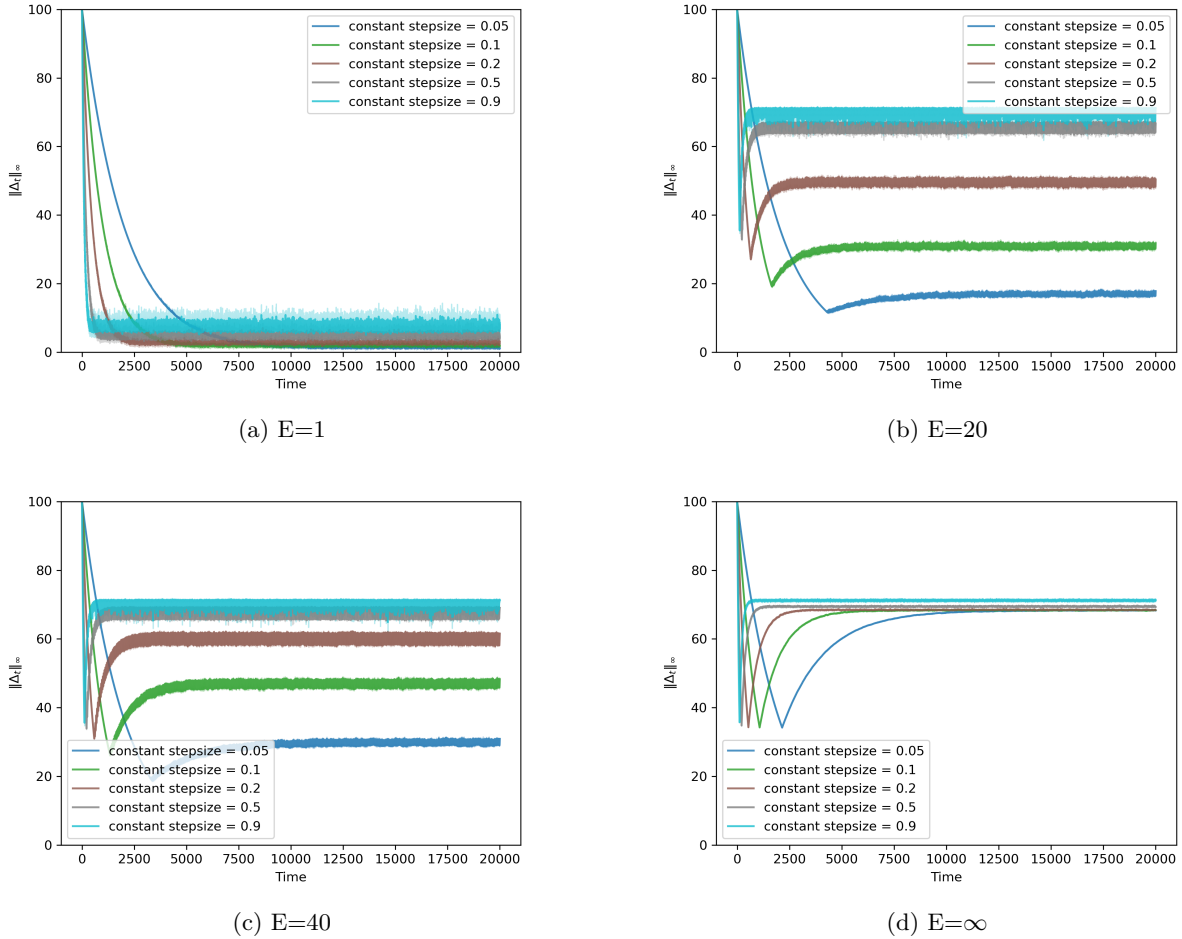 100
80
60
40
20
0
‖Δt‖∞
constant stepsize = 0.05
constant stepsize = 0.1
constant stepsize = 0.2
constant stepsize = 0.5
constant stepsize = 0.9
0 2500 5000 7500 10000 12500 15000 17500 20000
Time
(a) E=1
100
80
60
40
20
0
‖Δt‖∞
constant stepsize = 0.05
constant stepsize = 0.1
constant stepsize = 0.2
constant stepsize = 0.5
constant stepsize = 0.9
0 2500 5000 7500 10000 12500 15000 17500 20000
Time
(b) E=20
100
80
60
40
20
0
‖Δt‖∞
constant stepsize = 0.05
constant stepsize = 0.1
constant stepsize = 0.2
constant stepsize = 0.5
constant stepsize = 0.9
0 2500 5000 7500 10000 12500 15000 17500 20000
Time
(c) E=40
100
80
60
40
20
0
‖Δt‖∞
constant stepsize = 0.05
constant stepsize = 0.1
constant stepsize = 0.2
constant stepsize = 0.5
constant stepsize = 0.9
0 2500 5000 7500 10000 12500 15000 17500 20000
Time
(d) E=∞